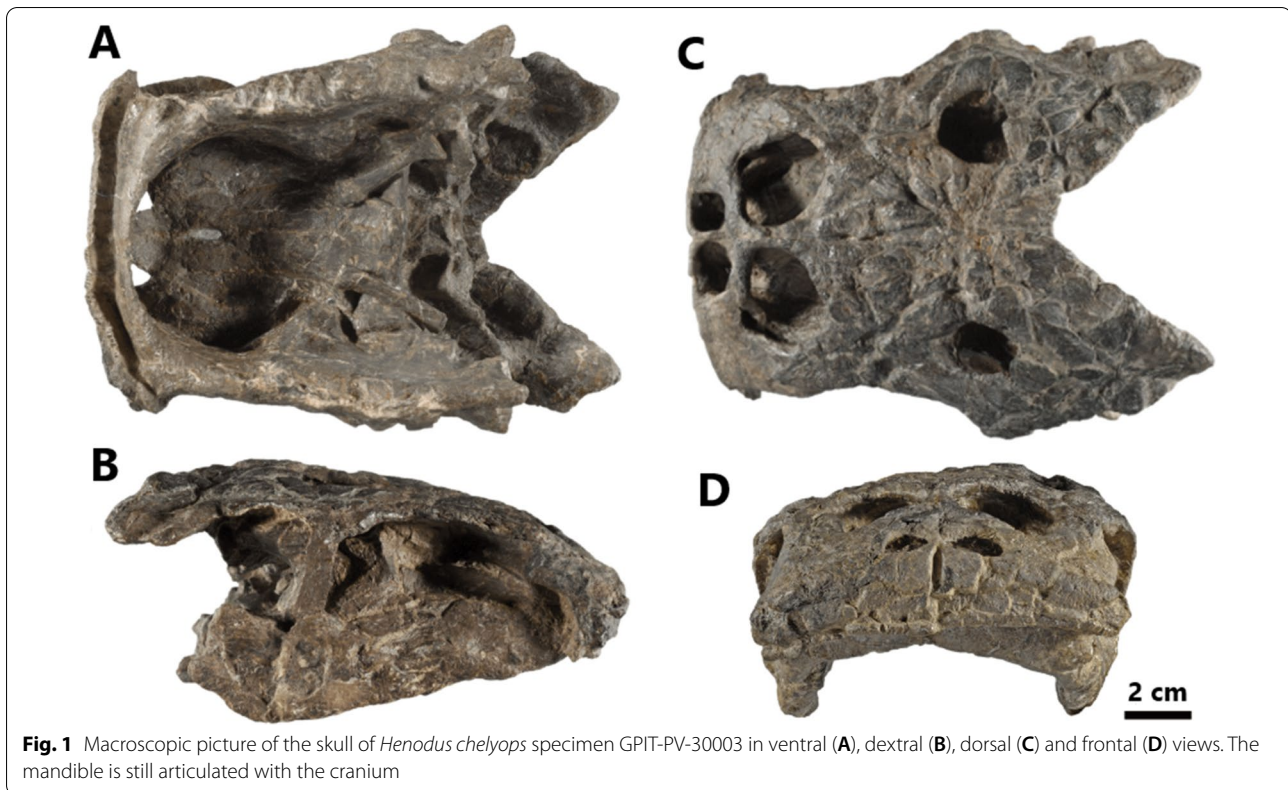 A
C
B
D
2 cm
Fig. 1 Macroscopic picture of the skull of Henodus chelyops specimen GPIT-PV-30003 in ventral (A), dextral (B), dorsal (C) and frontal (D) views. The
mandible is still articulated with the cranium